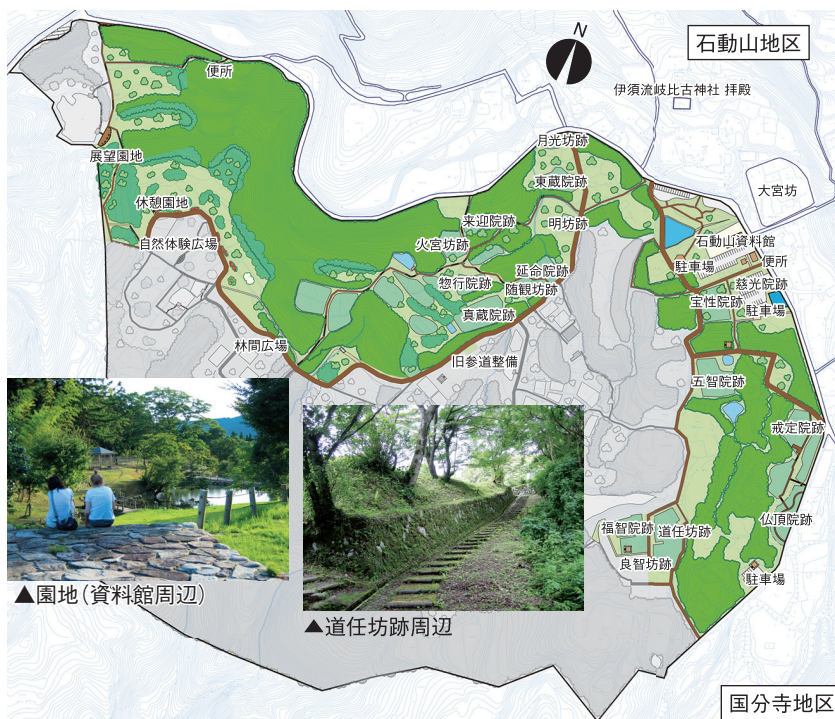 N
石動山地区
便所
伊須流岐比古神社 拝殿
月光坊跡
展望園地
東蔵院跡
大宮坊
休憩園地
来迎院跡
明坊跡
自然体験広場
火宮坊跡
石動山資料館
駐車場
便所
延命院跡
惣行院跡
随観坊跡
慈光院跡
宝性院跡
駐車場
真蔵院跡
林間広場
旧参道整備
五智院跡
戒定院跡
仏頂院跡
福智院跡
道任坊跡
良智坊跡
駐車場
▲園地(資料館周辺)
▲道任坊跡周辺
国分寺地区